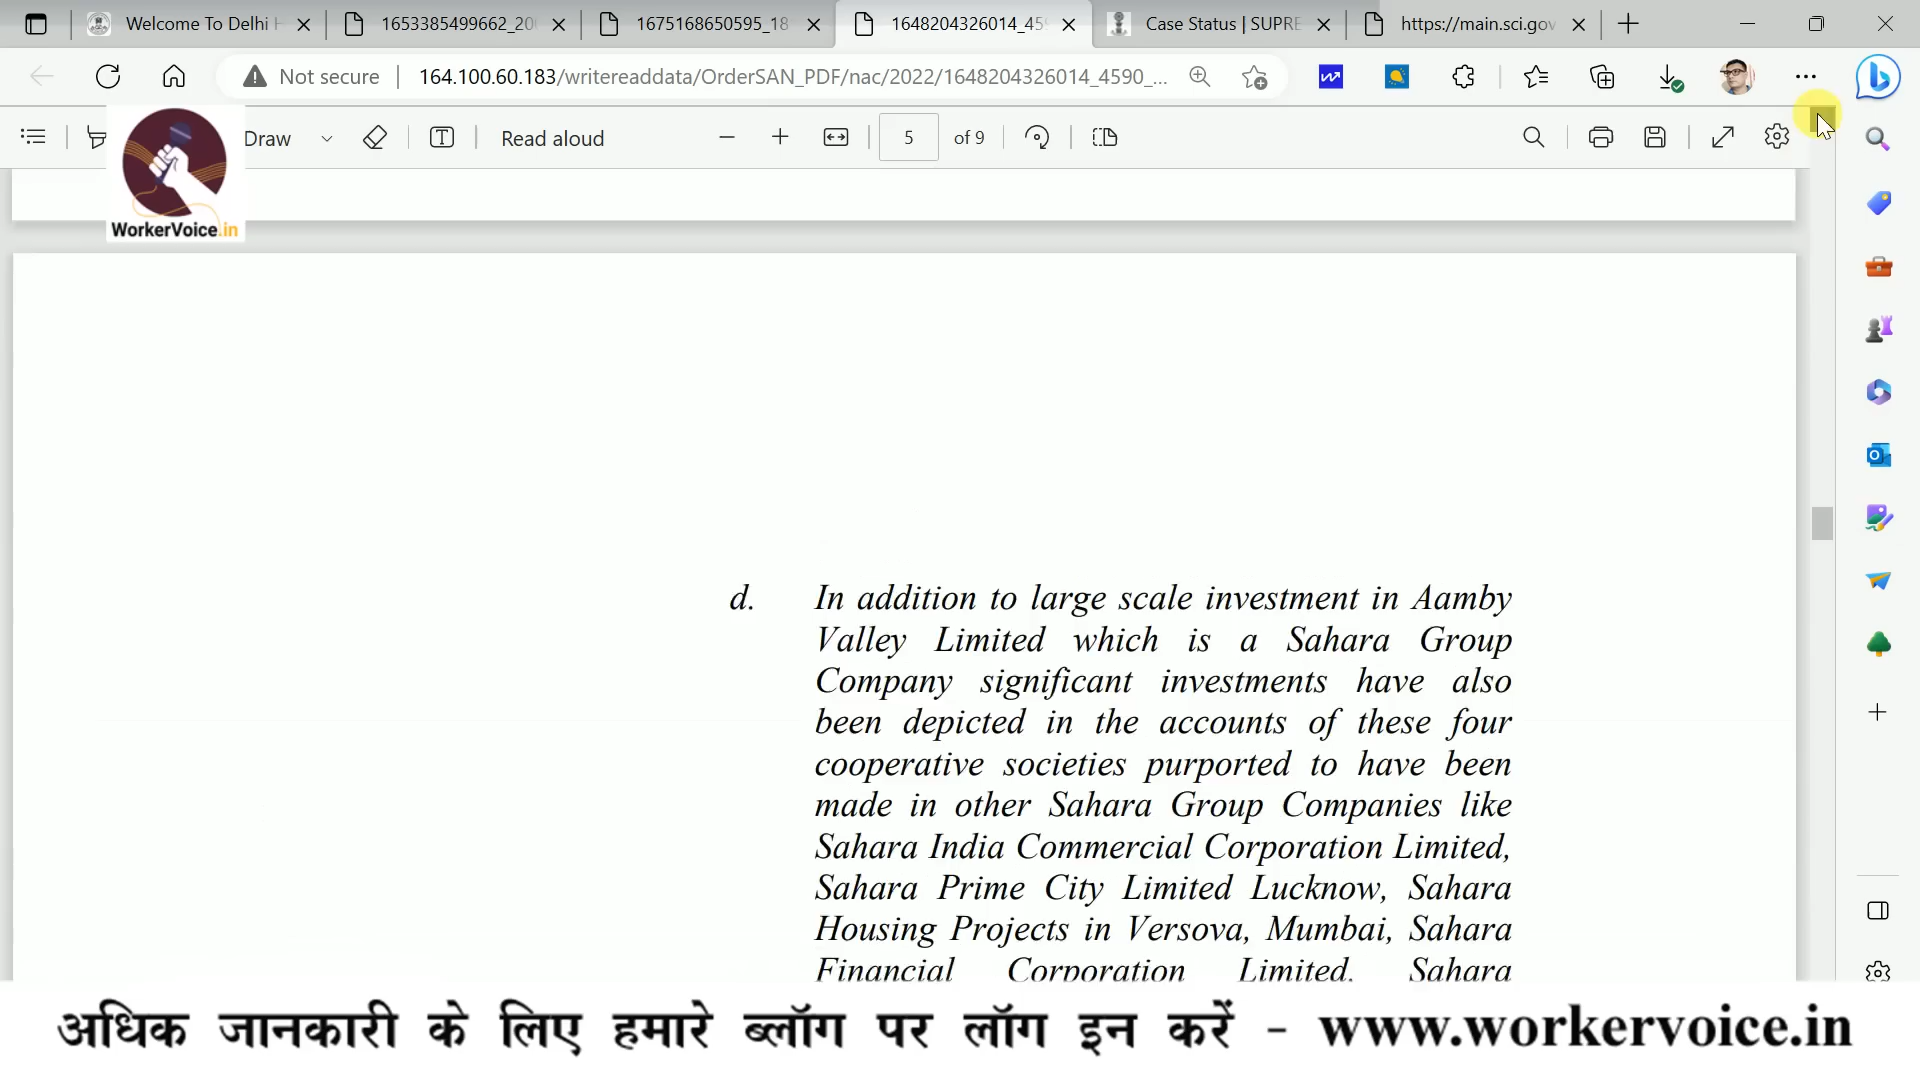 Welcome To Delhi H
1653385499662_20
1675168650595_18
1648204326014_45
Case Status | SUPRE
https://main.sci.gov
Not secure
164.100.60.183/writereaddata/OrderSAN_PDF/nac/2022/1648204326014_4590_...
Draw
Read aloud
5
of 9
WorkerVoice.in
d. In addition to large scale investment in Aamby
Valley Limited which is a Sahara Group
Company significant investments have also
been depicted in the accounts of these four
cooperative societies purported to have been
made in other Sahara Group Companies like
Sahara India Commercial Corporation Limited,
Sahara Prime City Limited Lucknow, Sahara
Housing Projects in Versova, Mumbai, Sahara
Financial Corporation Limited, Sahara
अधिक जानकारी के लिए हमारे ब्लॉग पर लॉग इन करें - www.workervoice.in